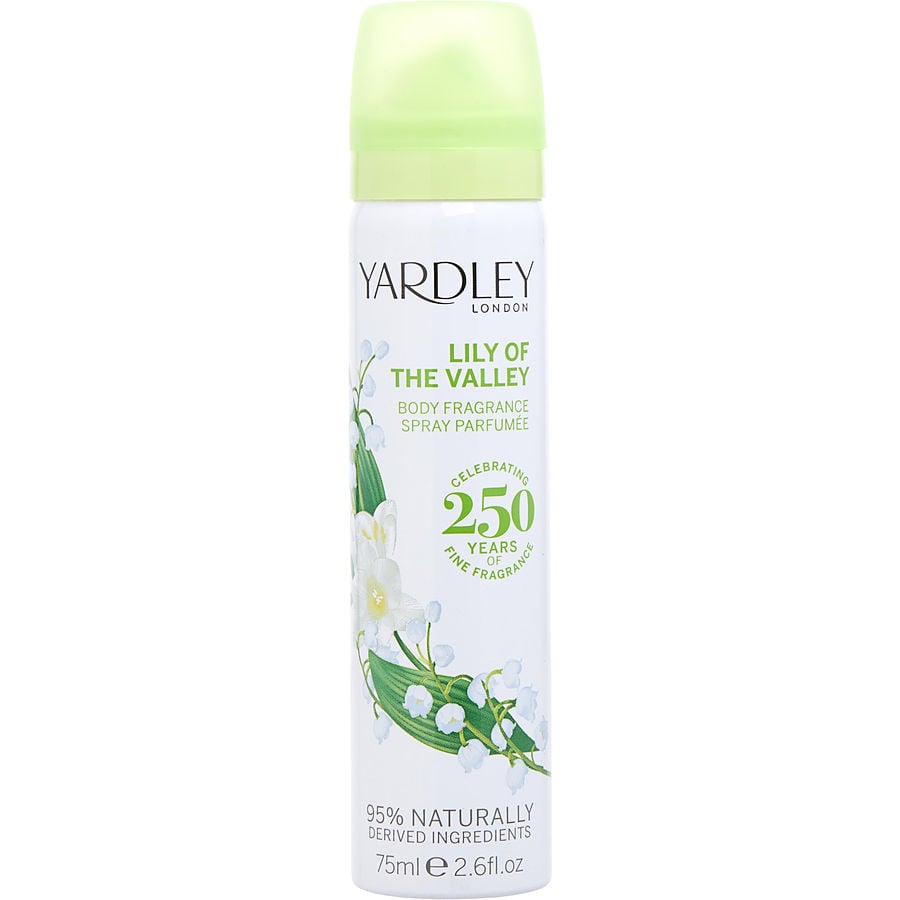 YARDLEY
LONDON
LILY OF
THE VALLEY
BODY FRAGRANCE
SPRAY PARFUMÉE
CELEBRATING
250
YEARS
OF
FINE FRAGRANCE
95% NATURALLY
DERIVED INGREDIENTS
75ml e 2.6fl.oz